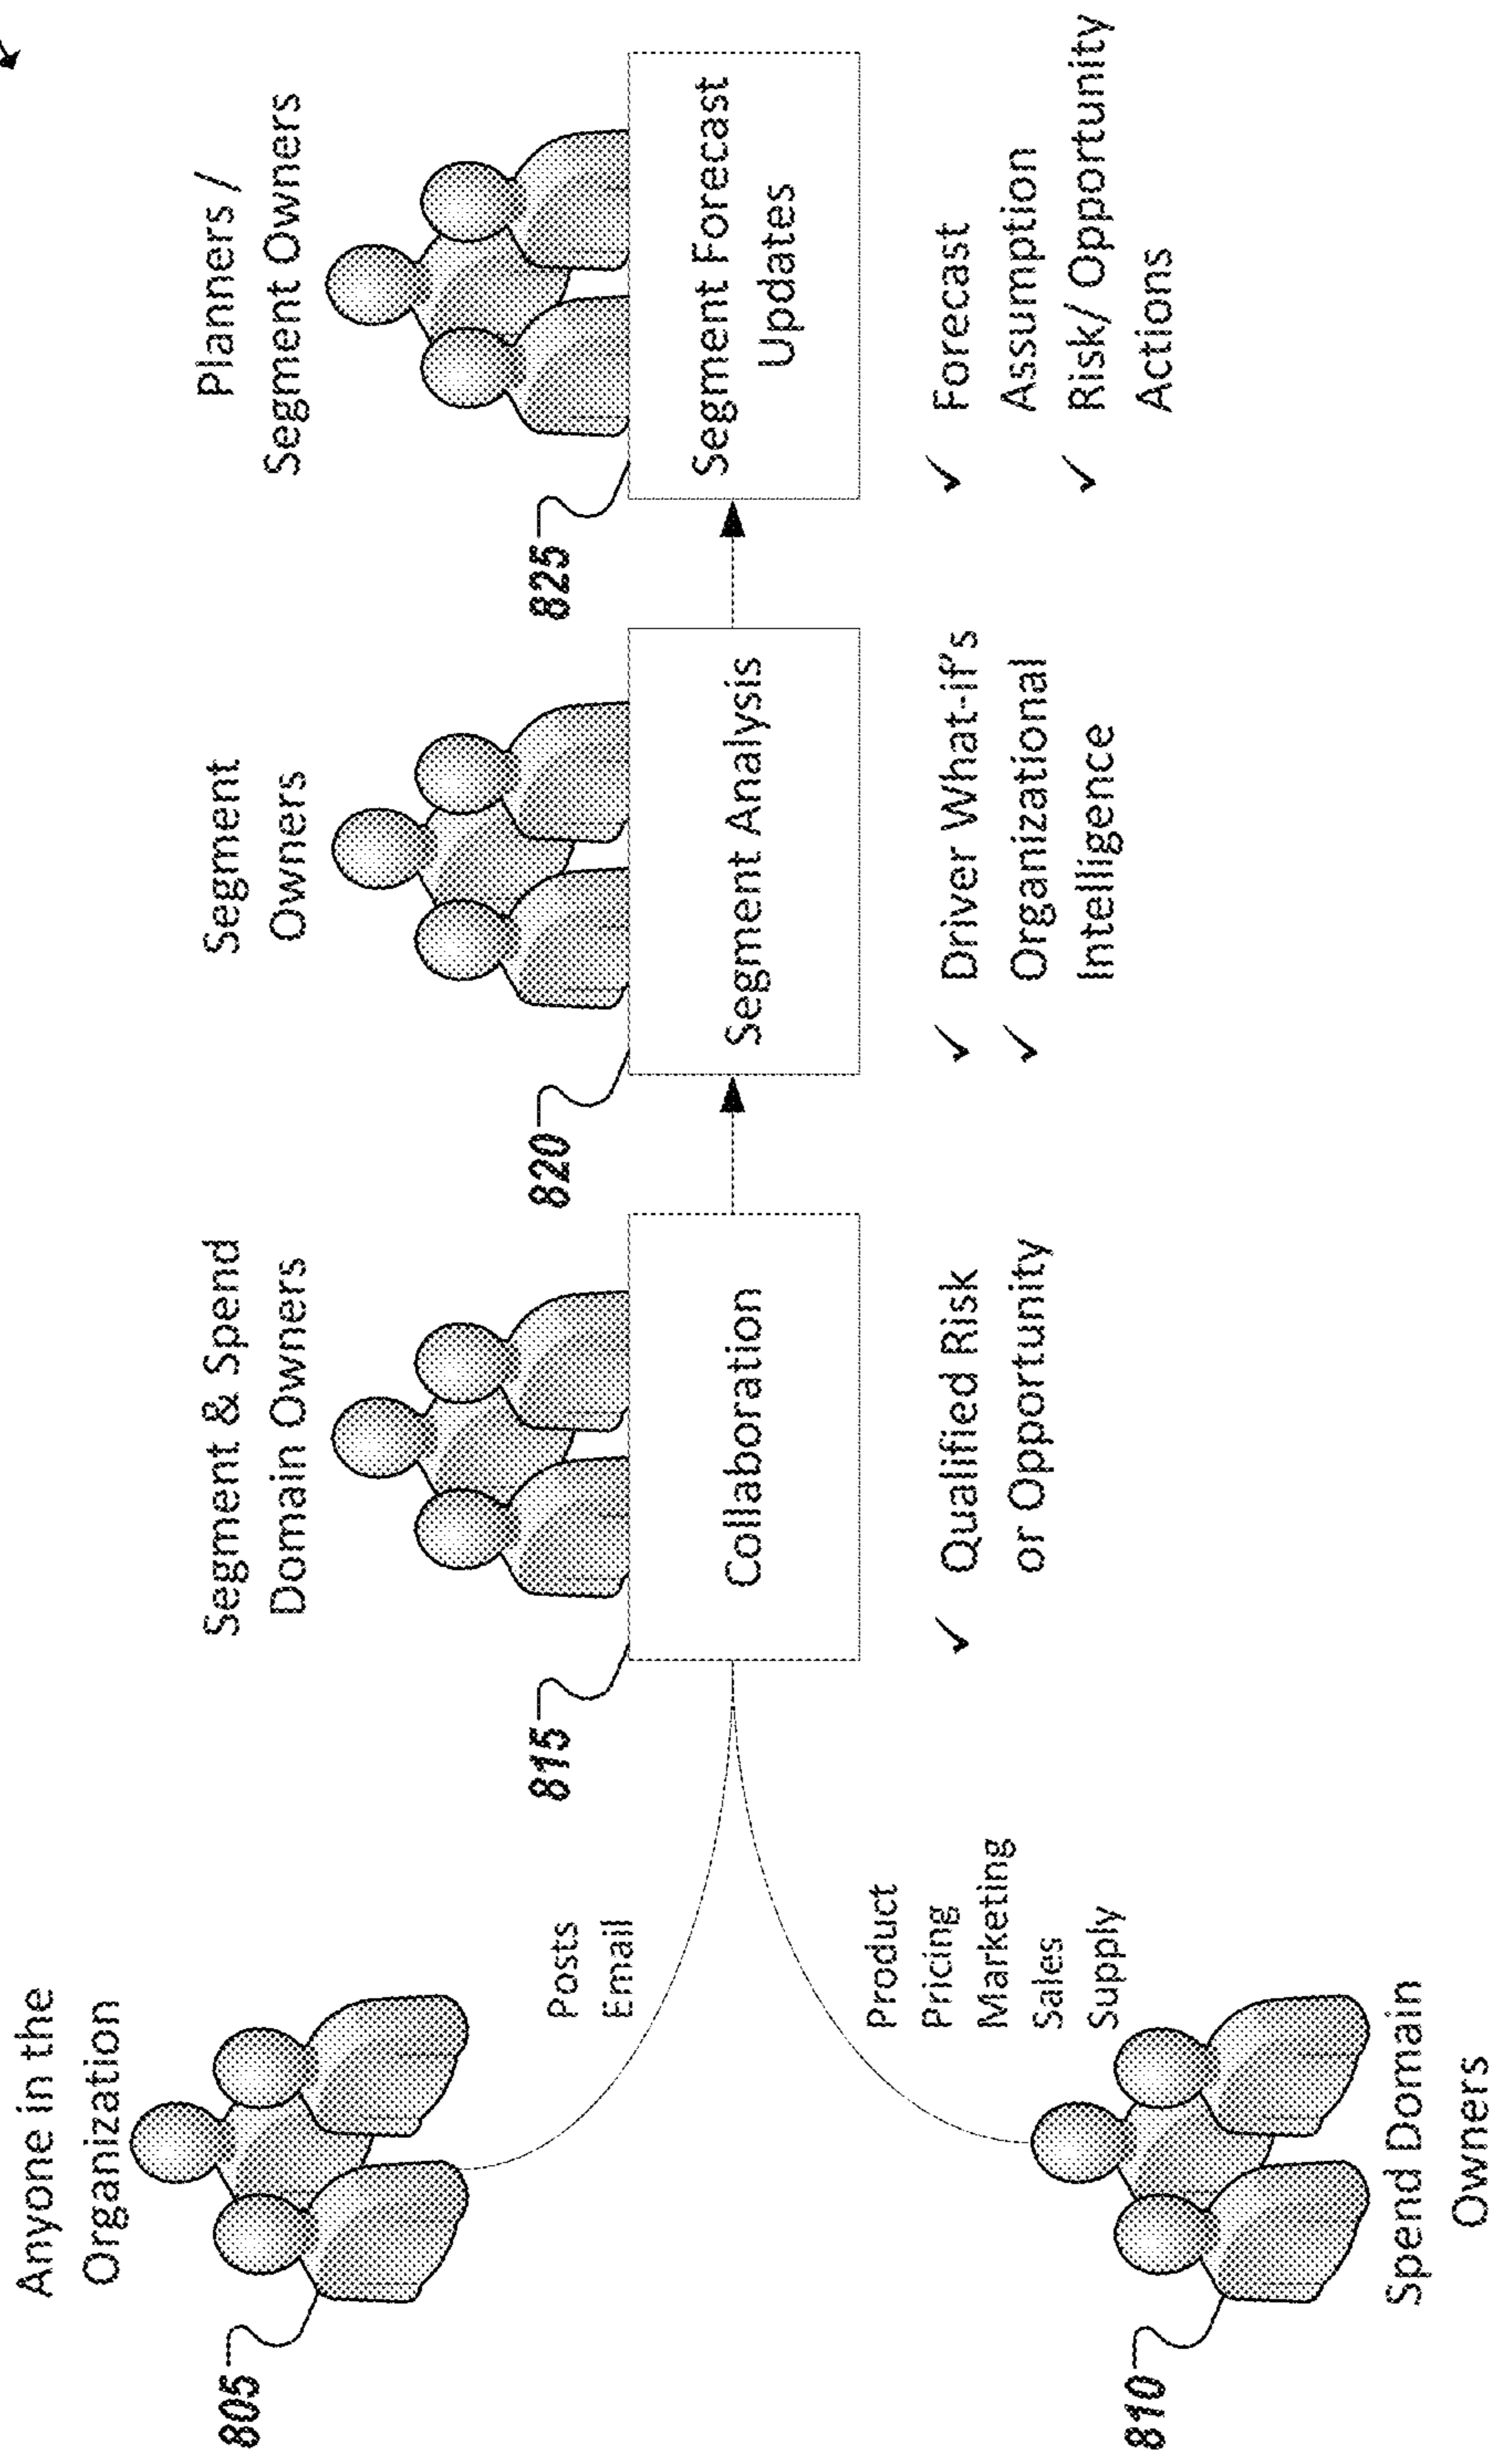 Anyone in the
Organization
805
Posts
Email
810
Product
Pricing
Marketing
Sales
Supply
Spend Domain
Owners
Segment & Spend
Domain Owners
815
Collaboration
✓ Qualified Risk
or Opportunity
Segment
Owners
820
Segment Analysis
✓ Driver What-if's
✓ Organizational
Intelligence
Planners /
Segment Owners
825
Segment Forecast
Updates
✓ Forecast
Assumption
✓ Risk/ Opportunity
Actions